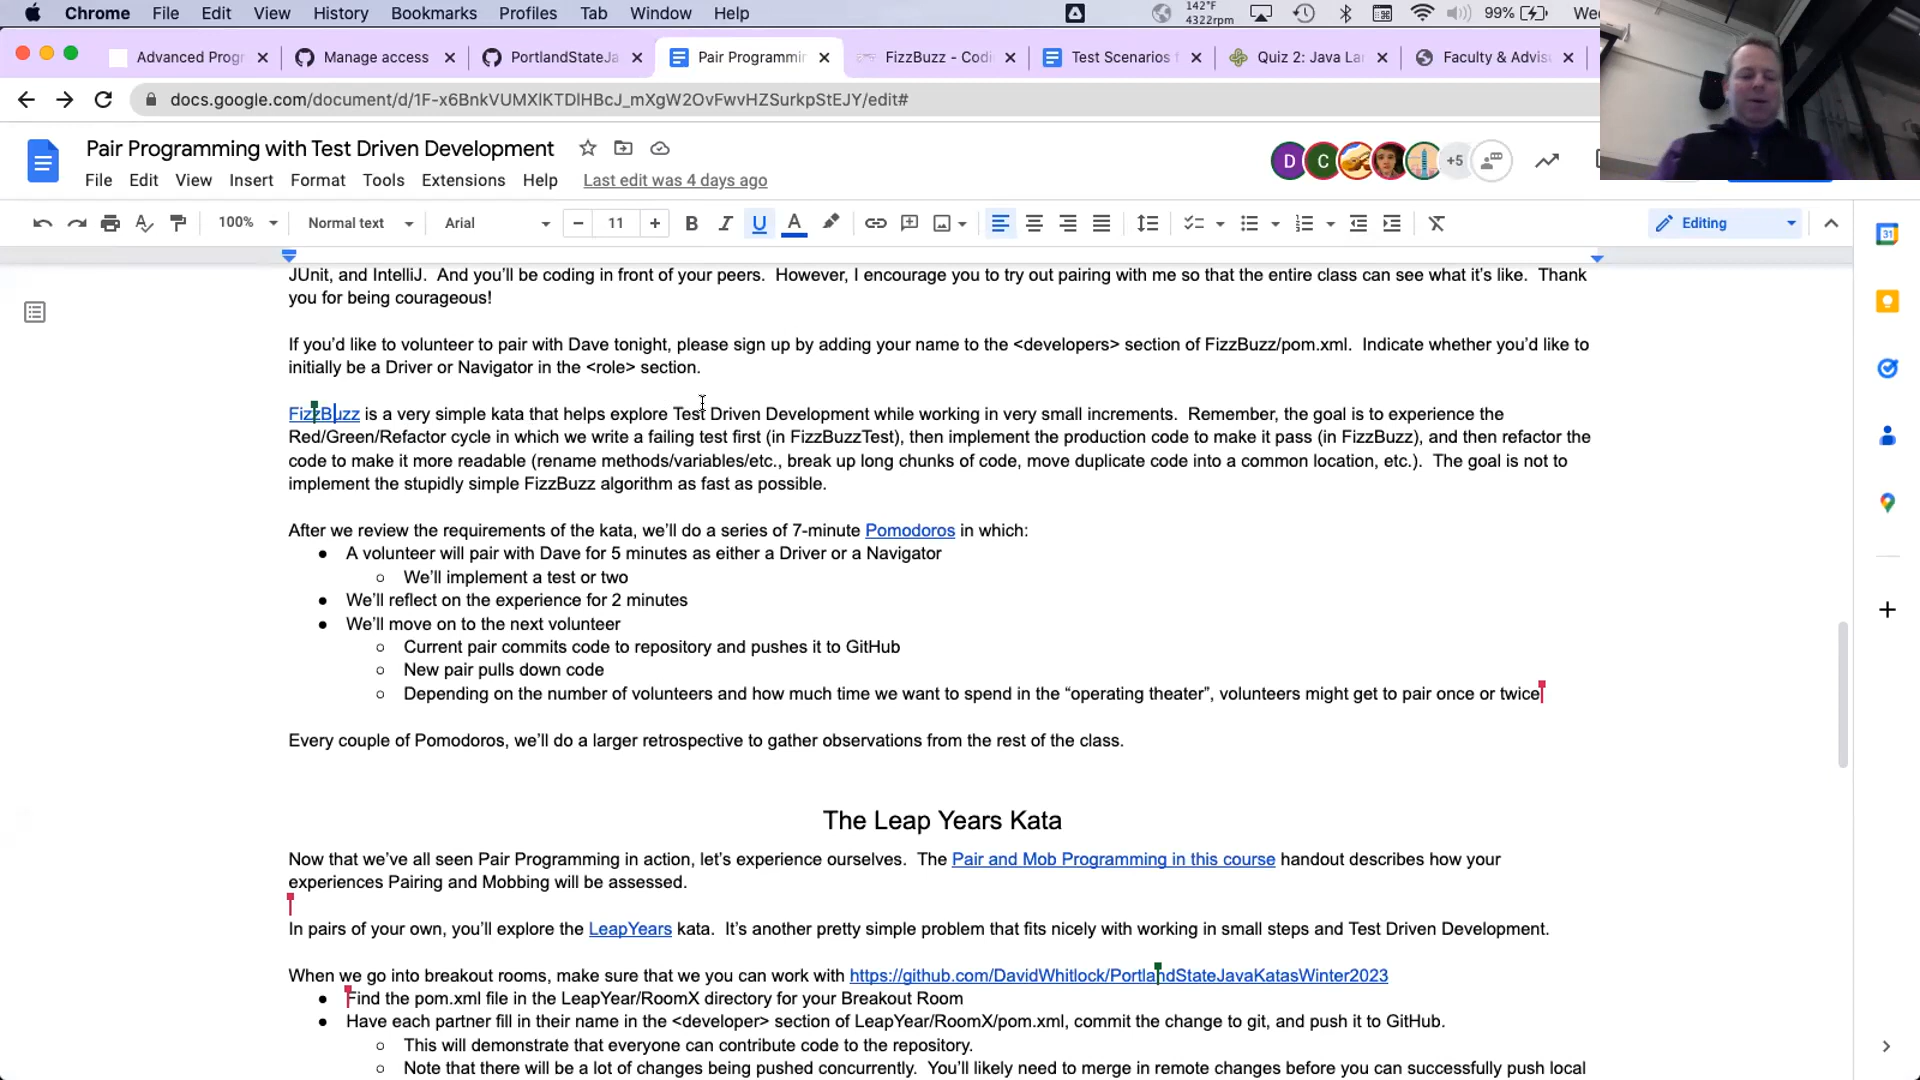 Chrome File Edit View History Bookmarks Profiles Tab Window Help 142°F 4322rpm 99% We
Advanced Progr Manage access PortlandStateJa Pair Programmin FizzBuzz - Codi Test Scenarios f Quiz 2: Java Lan Faculty & Advis
docs.google.com/document/d/1F-x6BnkVUMXlKTDlHBcJ_mXgW2OvFwvHZSurkpStEJY/edit#
Pair Programming with Test Driven Development
D C +5
File Edit View Insert Format Tools Extensions Help Last edit was 4 days ago
100% Normal text Arial 11 B I U A Editing
JUnit, and IntelliJ. And you'll be coding in front of your peers. However, I encourage you to try out pairing with me so that the entire class can see what it's like. Thank
you for being courageous!
If you'd like to volunteer to pair with Dave tonight, please sign up by adding your name to the <developers> section of FizzBuzz/pom.xml. Indicate whether you'd like to
initially be a Driver or Navigator in the <role> section.
FizzBuzz is a very simple kata that helps explore Test Driven Development while working in very small increments. Remember, the goal is to experience the
Red/Green/Refactor cycle in which we write a failing test first (in FizzBuzzTest), then implement the production code to make it pass (in FizzBuzz), and then refactor the
code to make it more readable (rename methods/variables/etc., break up long chunks of code, move duplicate code into a common location, etc.). The goal is not to
implement the stupidly simple FizzBuzz algorithm as fast as possible.
After we review the requirements of the kata, we'll do a series of 7-minute Pomodoros in which:
● A volunteer will pair with Dave for 5 minutes as either a Driver or a Navigator
○ We'll implement a test or two
● We'll reflect on the experience for 2 minutes
● We'll move on to the next volunteer
○ Current pair commits code to repository and pushes it to GitHub
○ New pair pulls down code
○ Depending on the number of volunteers and how much time we want to spend in the “operating theater”, volunteers might get to pair once or twice
Every couple of Pomodoros, we'll do a larger retrospective to gather observations from the rest of the class.
The Leap Years Kata
Now that we've all seen Pair Programming in action, let's experience ourselves. The Pair and Mob Programming in this course handout describes how your
experiences Pairing and Mobbing will be assessed.
In pairs of your own, you'll explore the LeapYears kata. It's another pretty simple problem that fits nicely with working in small steps and Test Driven Development.
When we go into breakout rooms, make sure that we you can work with https://github.com/DavidWhitlock/PortlandStateJavaKatasWinter2023
● Find the pom.xml file in the LeapYear/RoomX directory for your Breakout Room
● Have each partner fill in their name in the <developer> section of LeapYear/RoomX/pom.xml, commit the change to git, and push it to GitHub.
○ This will demonstrate that everyone can contribute code to the repository.
○ Note that there will be a lot of changes being pushed concurrently. You'll likely need to merge in remote changes before you can successfully push local